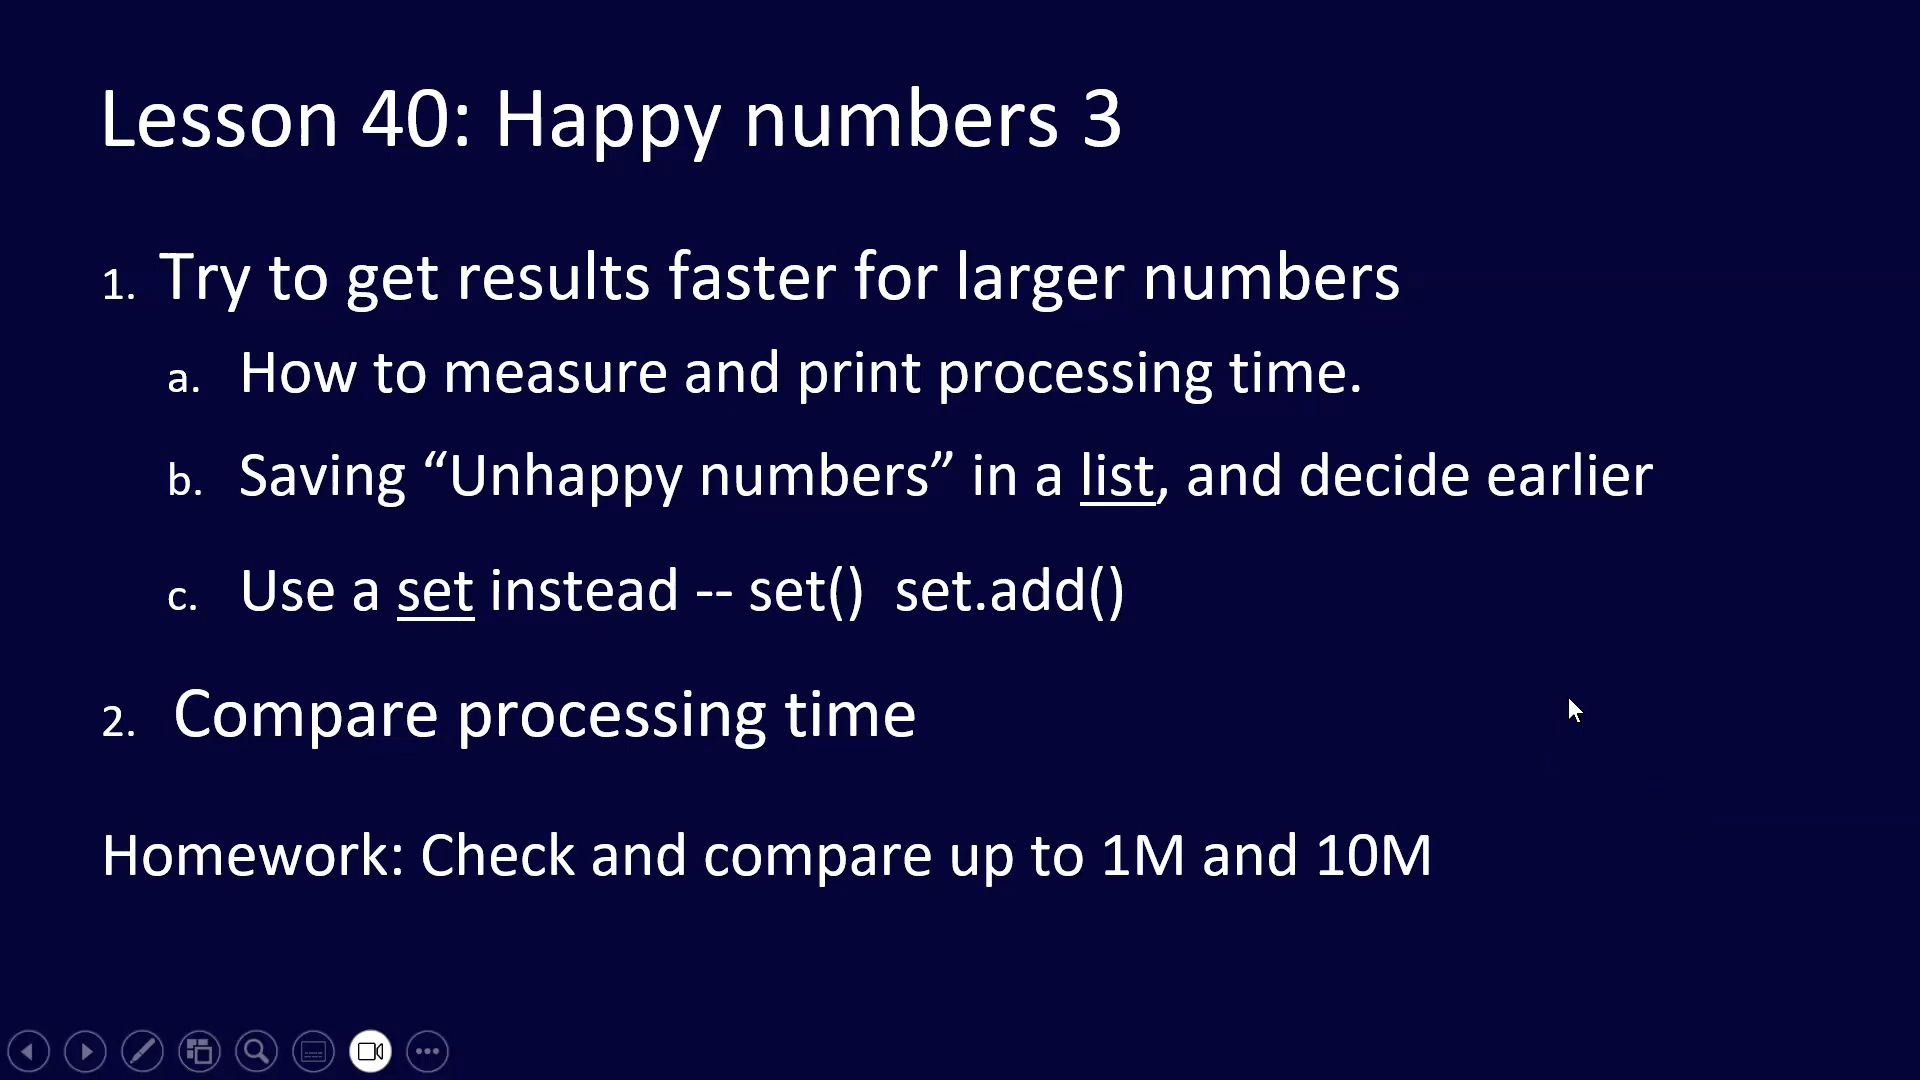 Lesson 40: Happy numbers 3
1. Try to get results faster for larger numbers
a. How to measure and print processing time.
b. Saving “Unhappy numbers” in a list, and decide earlier
c. Use a set instead -- set()  set.add()
2. Compare processing time
Homework: Check and compare up to 1M and 10M